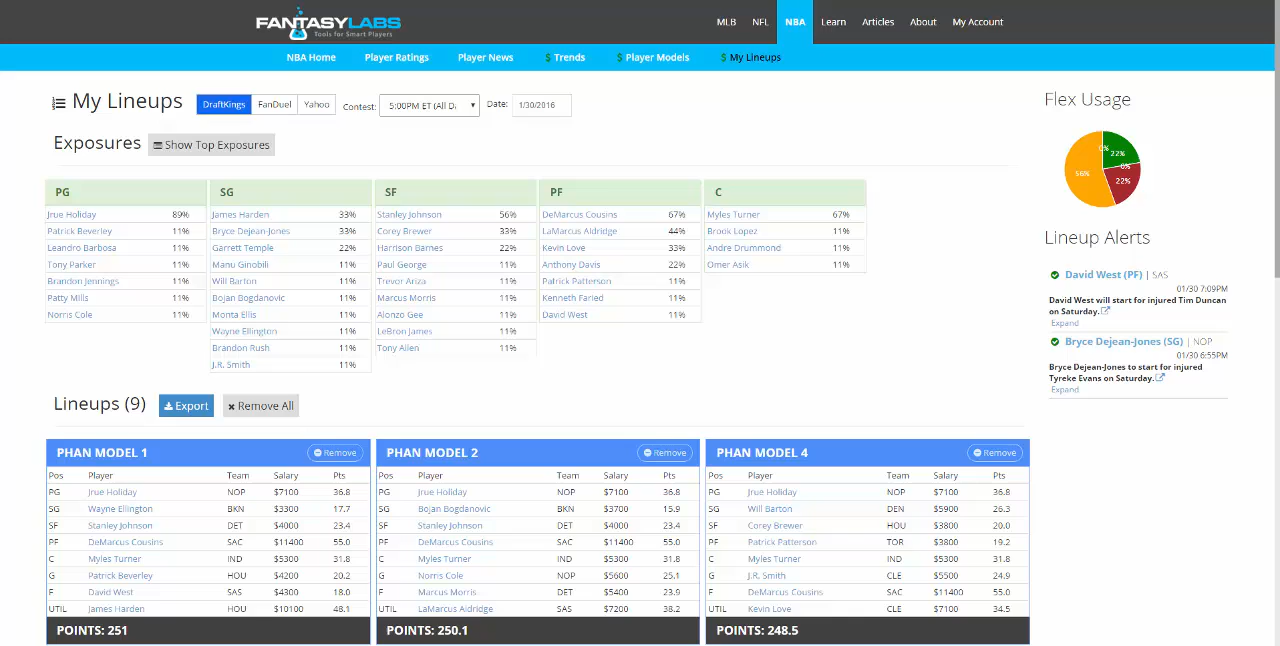 FANTASYLABS
Tools for Smart Players
MLB NFL NBA Learn Articles About My Account
NBA Home Player Ratings Player News $ Trends $ Player Models $ My Lineups
My Lineups DraftKings FanDuel Yahoo Contest: 5:00PM ET (All Da Date: 1/30/2016
Exposures Show Top Exposures
PG
Jrue Holiday 89%
Patrick Beverley 11%
Leandro Barbosa 11%
Tony Parker 11%
Brandon Jennings 11%
Patty Mills 11%
Norris Cole 11%
SG
James Harden 33%
Bryce Dejean-Jones 33%
Garrett Temple 22%
Manu Ginobili 11%
Will Barton 11%
Bojan Bogdanovic 11%
Monta Ellis 11%
Wayne Ellington 11%
Brandon Rush 11%
J.R. Smith 11%
SF
Stanley Johnson 56%
Corey Brewer 33%
Harrison Barnes 22%
Paul George 11%
Trevor Ariza 11%
Marcus Morris 11%
Alonzo Gee 11%
LeBron James 11%
Tony Allen 11%
PF
DeMarcus Cousins 67%
LaMarcus Aldridge 44%
Kevin Love 33%
Anthony Davis 22%
Patrick Patterson 11%
Kenneth Faried 11%
David West 11%
C
Myles Turner 67%
Brook Lopez 11%
Andre Drummond 11%
Omer Asik 11%
Lineups (9) Export Remove All
PHAN MODEL 1 Remove
Pos Player Team Salary Pts
PG Jrue Holiday NOP $7100 36.8
SG Wayne Ellington BKN $3300 17.7
SF Stanley Johnson DET $4000 23.4
PF DeMarcus Cousins SAC $11400 55.0
C Myles Turner IND $5300 31.8
G Patrick Beverley HOU $4200 20.2
F David West SAS $4300 18.0
UTIL James Harden HOU $10100 48.1
POINTS: 251
PHAN MODEL 2 Remove
Pos Player Team Salary Pts
PG Jrue Holiday NOP $7100 36.8
SG Bojan Bogdanovic BKN $3700 15.9
SF Stanley Johnson DET $4000 23.4
PF DeMarcus Cousins SAC $11400 55.0
C Myles Turner IND $5300 31.8
G Norris Cole NOP $5600 25.1
F Marcus Morris DET $5400 23.9
UTIL LaMarcus Aldridge SAS $7200 38.2
POINTS: 250.1
PHAN MODEL 4 Remove
Pos Player Team Salary Pts
PG Jrue Holiday NOP $7100 36.8
SG Will Barton DEN $5900 26.3
SF Corey Brewer HOU $3800 20.0
PF Patrick Patterson TOR $3800 19.2
C Myles Turner IND $5300 31.8
G J.R. Smith CLE $5500 24.9
F DeMarcus Cousins SAC $11400 55.0
UTIL Kevin Love CLE $7100 34.5
POINTS: 248.5
Flex Usage
0%
22%
0%
22%
56%
Lineup Alerts
David West (PF) | SAS
01/30 7:09PM
David West will start for injured Tim Duncan
on Saturday.
Expand
Bryce Dejean-Jones (SG) | NOP
01/30 6:55PM
Bryce Dejean-Jones to start for injured
Tyreke Evans on Saturday.
Expand